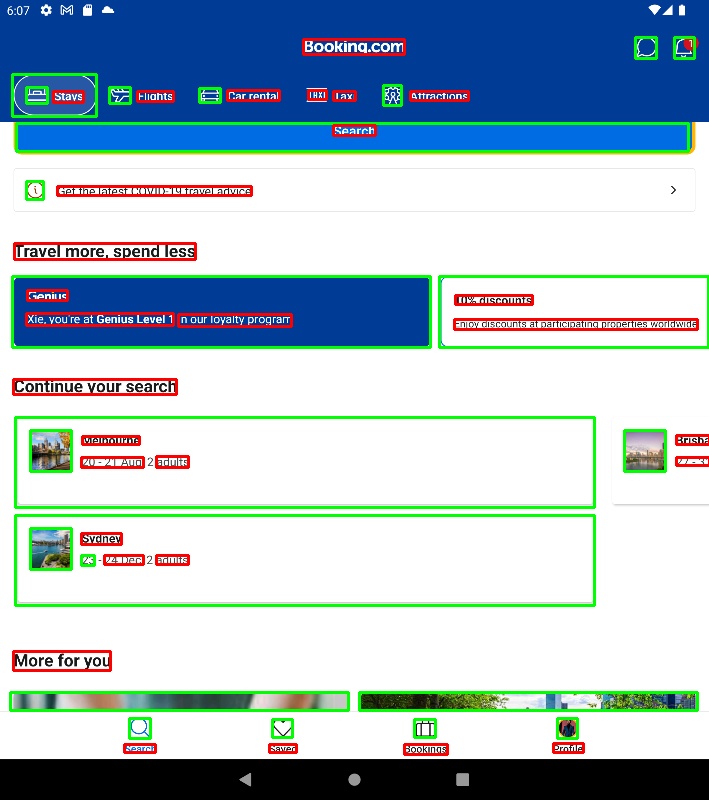 6:07
Booking.com
Stays Flights Car rental TAXI Taxi Attractions
Search
Get the latest COVID-19 travel advice
Travel more, spend less
Genius
Xie, you're at Genius Level 1 in our loyalty program
10% discounts
Enjoy discounts at participating properties worldwide
Continue your search
Melbourne
20 - 21 Aug 2 adults
Brisba
27 - 3
Sydney
23 - 24 Dec 2 adults
More for you
Search Saved Bookings Profile